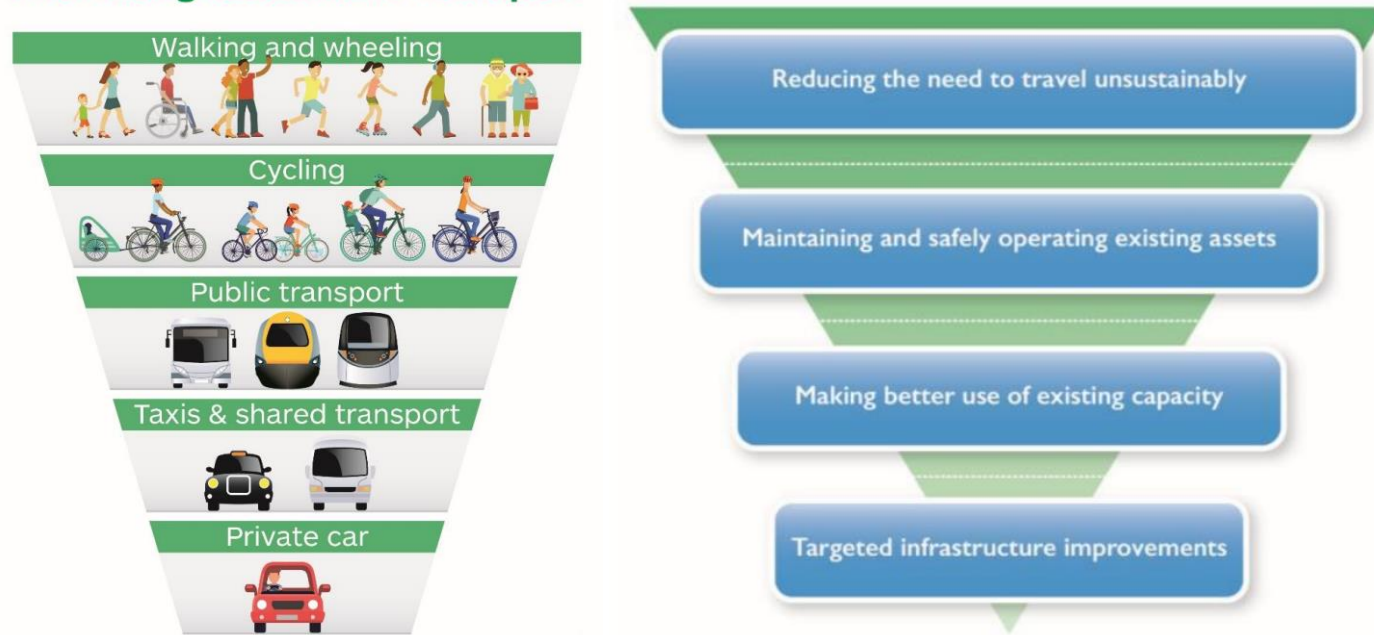 Walking and wheeling
Cycling
Public transport
Taxis & shared transport
Private car
Reducing the need to travel unsustainably
Maintaining and safely operating existing assets
Making better use of existing capacity
Targeted infrastructure improvements